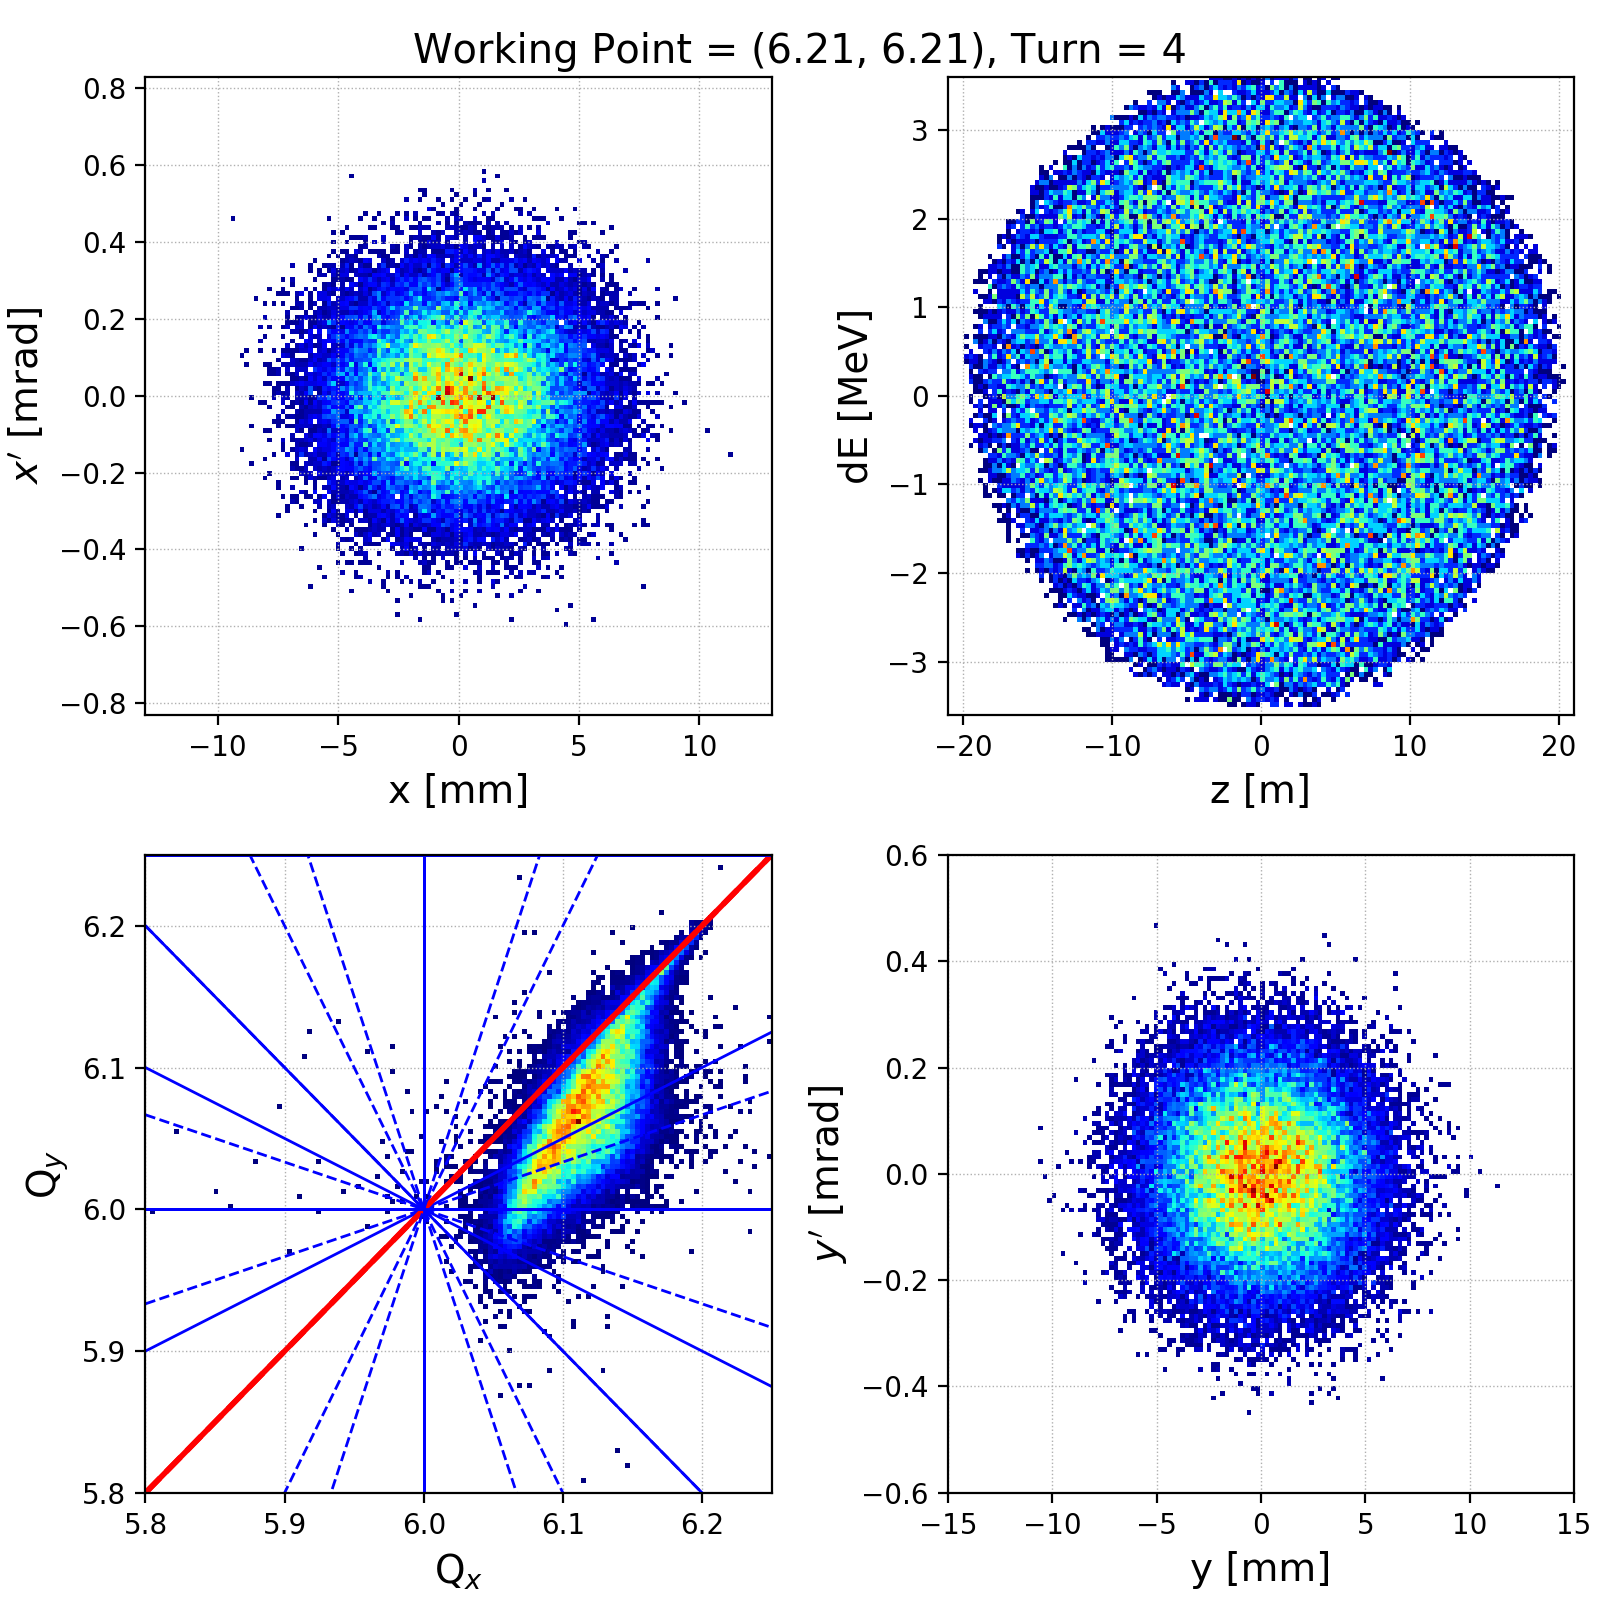 Working Point = (6.21, 6.21), Turn = 4
0.8
0.6
0.4
0.2
0.0
−0.2
−0.4
−0.6
−0.8
x′ [mrad]
−10 −5 0 5 10
x [mm]
3
2
1
0
−1
−2
−3
dE [MeV]
−20 −10 0 10 20
z [m]
6.2
6.1
6.0
5.9
5.8
Qy
5.8 5.9 6.0 6.1 6.2
Qx
0.6
0.4
0.2
0.0
−0.2
−0.4
−0.6
y′ [mrad]
−15 −10 −5 0 5 10 15
y [mm]